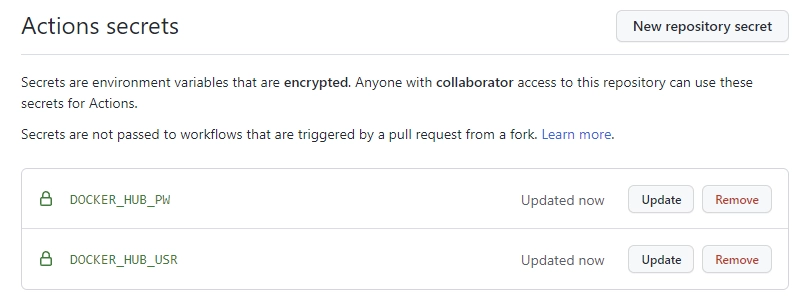 Actions secrets
New repository secret
Secrets are environment variables that are encrypted. Anyone with collaborator access to this repository can use these
secrets for Actions.
Secrets are not passed to workflows that are triggered by a pull request from a fork. Learn more.
DOCKER_HUB_PW Updated now Update Remove
DOCKER_HUB_USR Updated now Update Remove